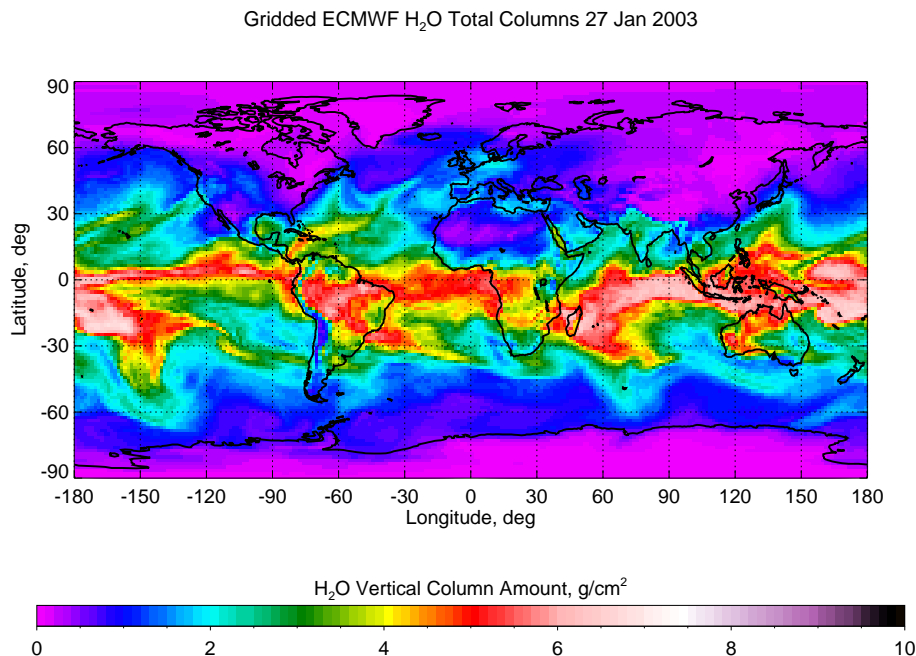 Gridded ECMWF H₂O Total Columns 27 Jan 2003
90
60
30
0
-30
-60
-90
Latitude, deg
-180 -150 -120 -90 -60 -30 0 30 60 90 120 150 180
Longitude, deg
H₂O Vertical Column Amount, g/cm²
0 2 4 6 8 10